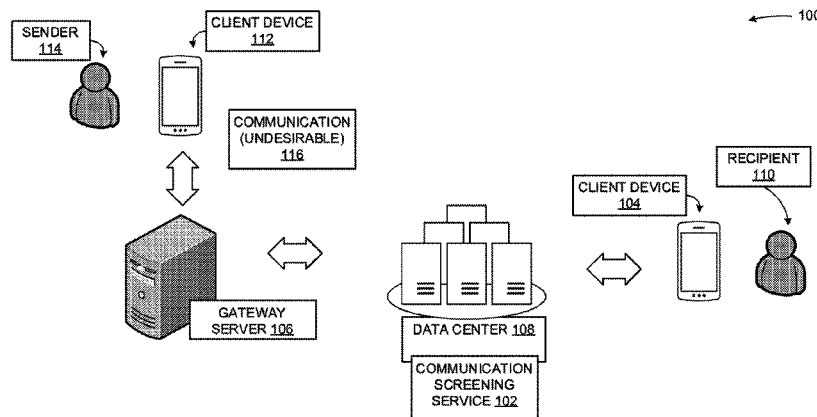 100
SENDER
114
CLIENT DEVICE
112
COMMUNICATION
(UNDESIRABLE)
116
RECIPIENT
110
CLIENT DEVICE
104
GATEWAY
SERVER 106
DATA CENTER 108
COMMUNICATION
SCREENING
SERVICE 102